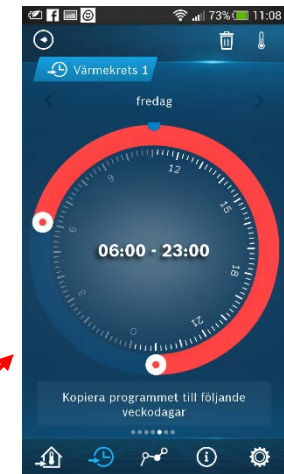 73% 11:08
Värmekrets 1
fredag
12
9
15
6
06:00 - 23:00
18
3
21
0
Kopiera programmet till följande
veckodagar